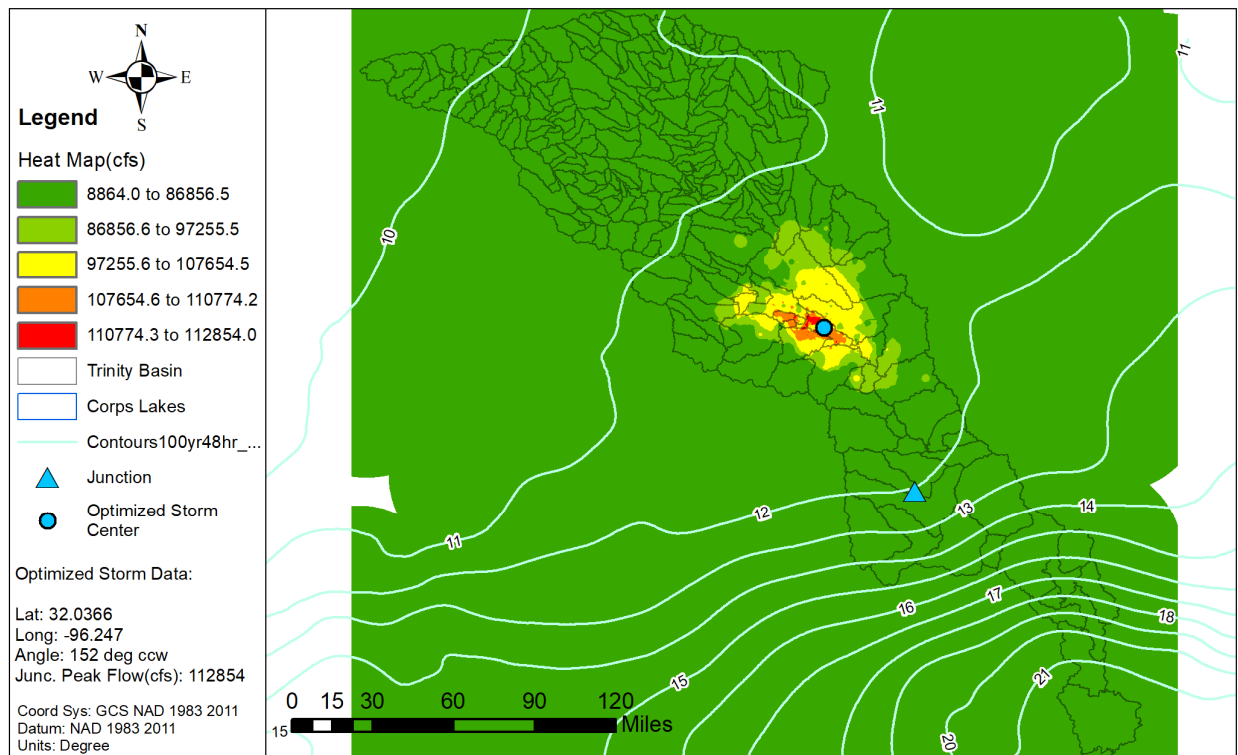 N
W E
S
Legend
Heat Map(cfs)
8864.0 to 86856.5
86856.6 to 97255.5
97255.6 to 107654.5
107654.6 to 110774.2
110774.3 to 112854.0
Trinity Basin
Corps Lakes
Contours100yr48hr_...
Junction
Optimized Storm
Center
Optimized Storm Data:
Lat: 32.0366
Long: -96.247
Angle: 152 deg ccw
Junc. Peak Flow(cfs): 112854
Coord Sys: GCS NAD 1983 2011
Datum: NAD 1983 2011
Units: Degree
11
11
10
11
12
13
14
16
17
18
15
21
20
15
0 15 30 60 90 120
Miles